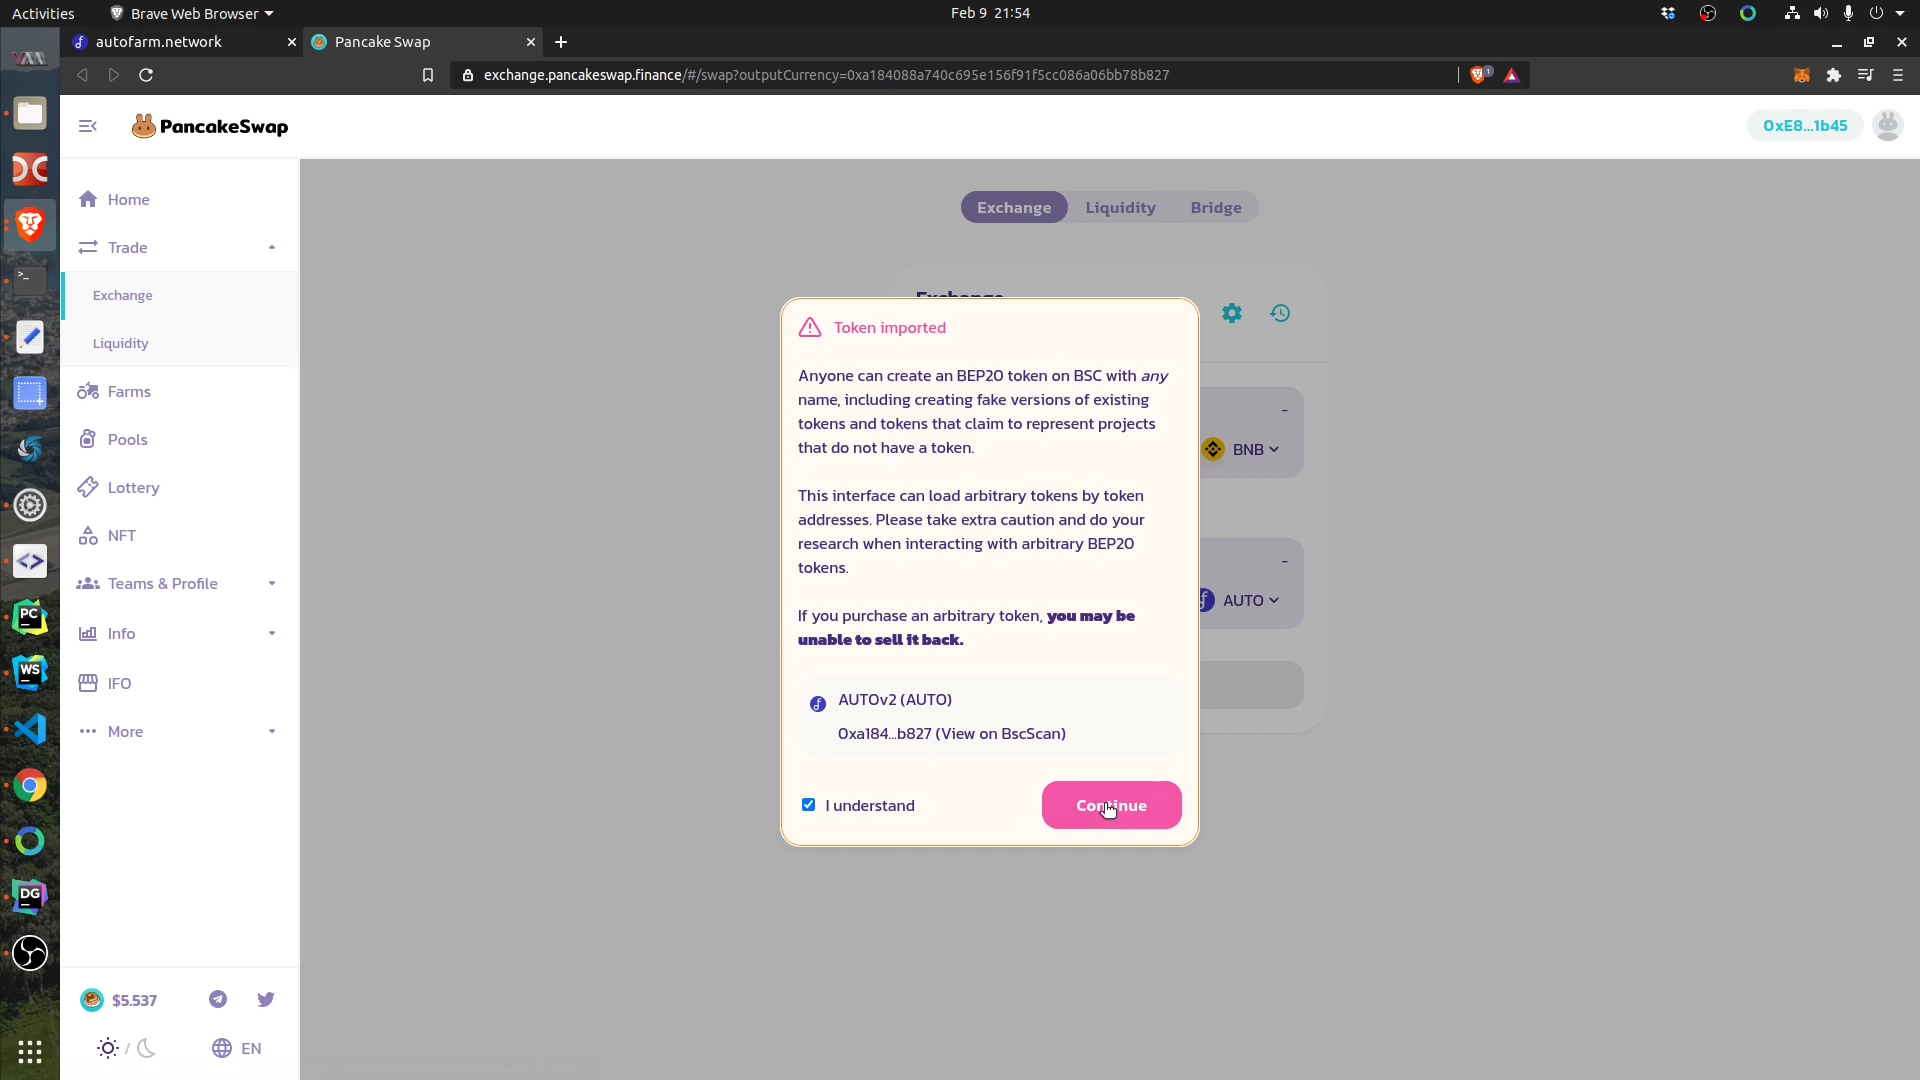 Activities
Brave Web Browser
Feb 9 21:54
autofarm.network
Pancake Swap
exchange.pancakeswap.finance/#/swap?outputCurrency=0xa184088a740c695e156f91f5cc086a06bb78b827
1
PancakeSwap
0xE8...1b45
Home
Trade
Exchange
Liquidity
Farms
Pools
Lottery
NFT
Teams & Profile
Info
IFO
More
$5.537
/
EN
Exchange
Liquidity
Bridge
Exchange
-
BNB
-
AUTO
Token imported
Anyone can create an BEP20 token on BSC with any
name, including creating fake versions of existing
tokens and tokens that claim to represent projects
that do not have a token.
This interface can load arbitrary tokens by token
addresses. Please take extra caution and do your
research when interacting with arbitrary BEP20
tokens.
If you purchase an arbitrary token, you may be
unable to sell it back.
AUTOv2 (AUTO)
0xa184...b827 (View on BscScan)
I understand
Continue
PC
WS
DG